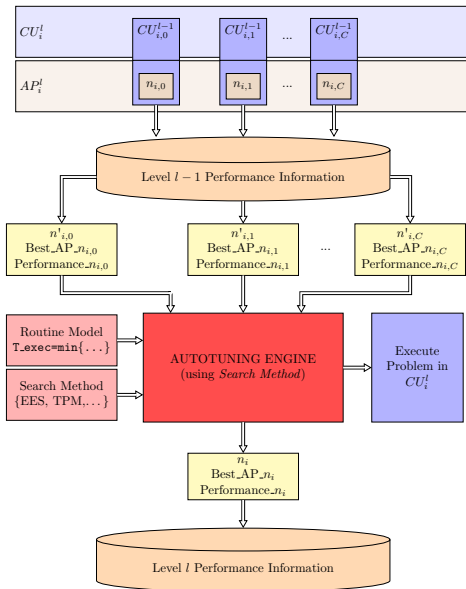 CU_i^l CU_{i,0}^{l-1} CU_{i,1}^{l-1} ... CU_{i,C}^{l-1}
AP_i^l n_{i,0} n_{i,1} ... n_{i,C}
Level l − 1 Performance Information
n'_{i,0}
Best_AP_n_{i,0}
Performance_n_{i,0}
n'_{i,1}
Best_AP_n_{i,1}
Performance_n_{i,1}
...
n'_{i,C}
Best_AP_n_{i,C}
Performance_n_{i,C}
Routine Model
T_exec=min{...}
Search Method
{EES, TPM,...}
AUTOTUNING ENGINE
(using Search Method)
Execute
Problem in
CU_i^l
n_i
Best_AP_n_i
Performance_n_i
Level l Performance Information